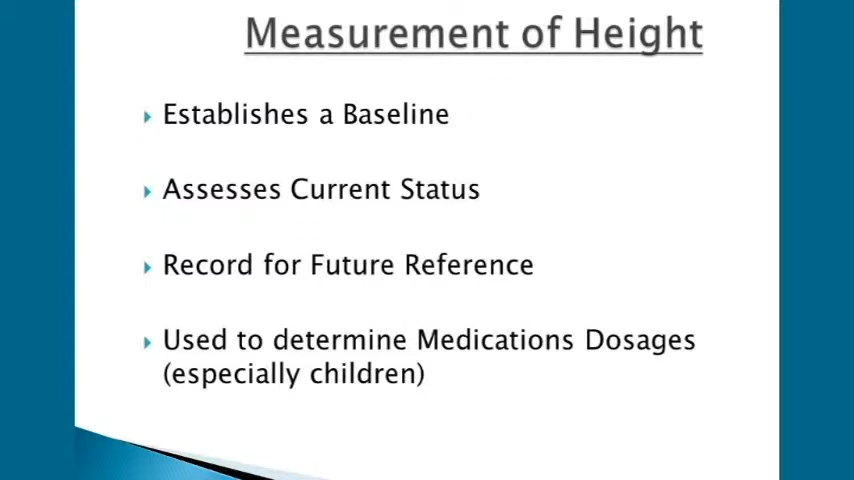 Measurement of Height
Establishes a Baseline
Assesses Current Status
Record for Future Reference
Used to determine Medications Dosages
(especially children)